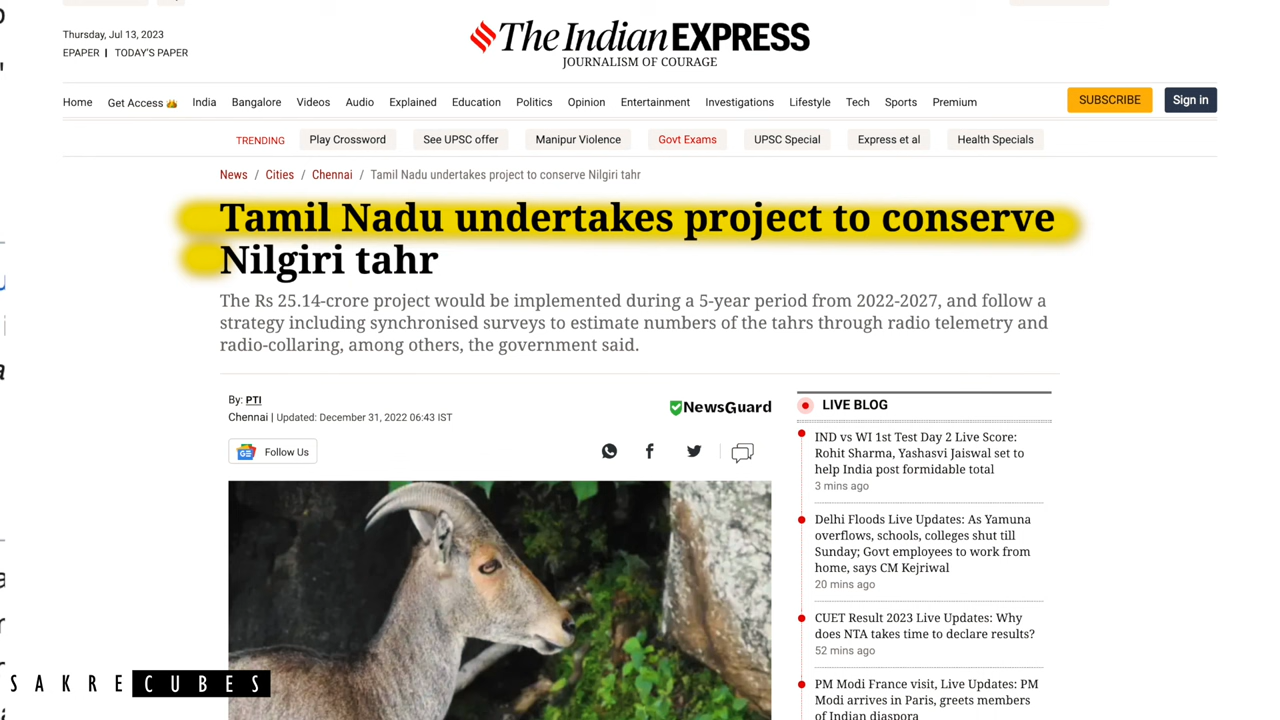 Thursday, Jul 13, 2023
EPAPER | TODAY'S PAPER
The Indian EXPRESS
JOURNALISM OF COURAGE
Home Get Access India Bangalore Videos Audio Explained Education Politics Opinion Entertainment Investigations Lifestyle Tech Sports Premium SUBSCRIBE Sign in
TRENDING Play Crossword See UPSC offer Manipur Violence Govt Exams UPSC Special Express et al Health Specials
News / Cities / Chennai / Tamil Nadu undertakes project to conserve Nilgiri tahr
Tamil Nadu undertakes project to conserve
Nilgiri tahr
The Rs 25.14-crore project would be implemented during a 5-year period from 2022-2027, and follow a
strategy including synchronised surveys to estimate numbers of the tahrs through radio telemetry and
radio-collaring, among others, the government said.
By: PTI
Chennai | Updated: December 31, 2022 06:43 IST
NewsGuard
GE Follow Us
LIVE BLOG
IND vs WI 1st Test Day 2 Live Score:
Rohit Sharma, Yashasvi Jaiswal set to
help India post formidable total
3 mins ago
Delhi Floods Live Updates: As Yamuna
overflows, schools, colleges shut till
Sunday; Govt employees to work from
home, says CM Kejriwal
20 mins ago
CUET Result 2023 Live Updates: Why
does NTA takes time to declare results?
52 mins ago
PM Modi France visit, Live Updates: PM
Modi arrives in Paris, greets members
of Indian diaspora
SAKRECUBES